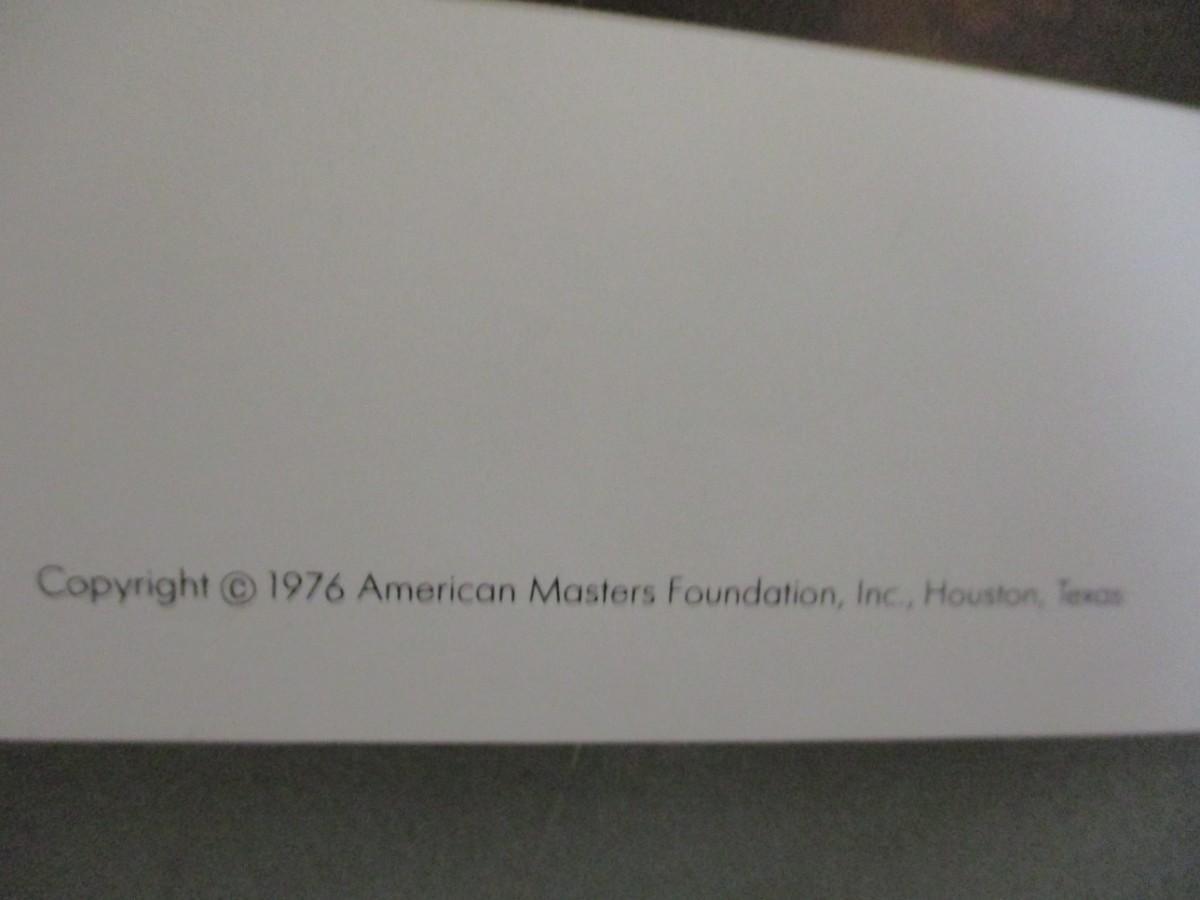 Copyright © 1976 American Masters Foundation, Inc., Houston, Texas